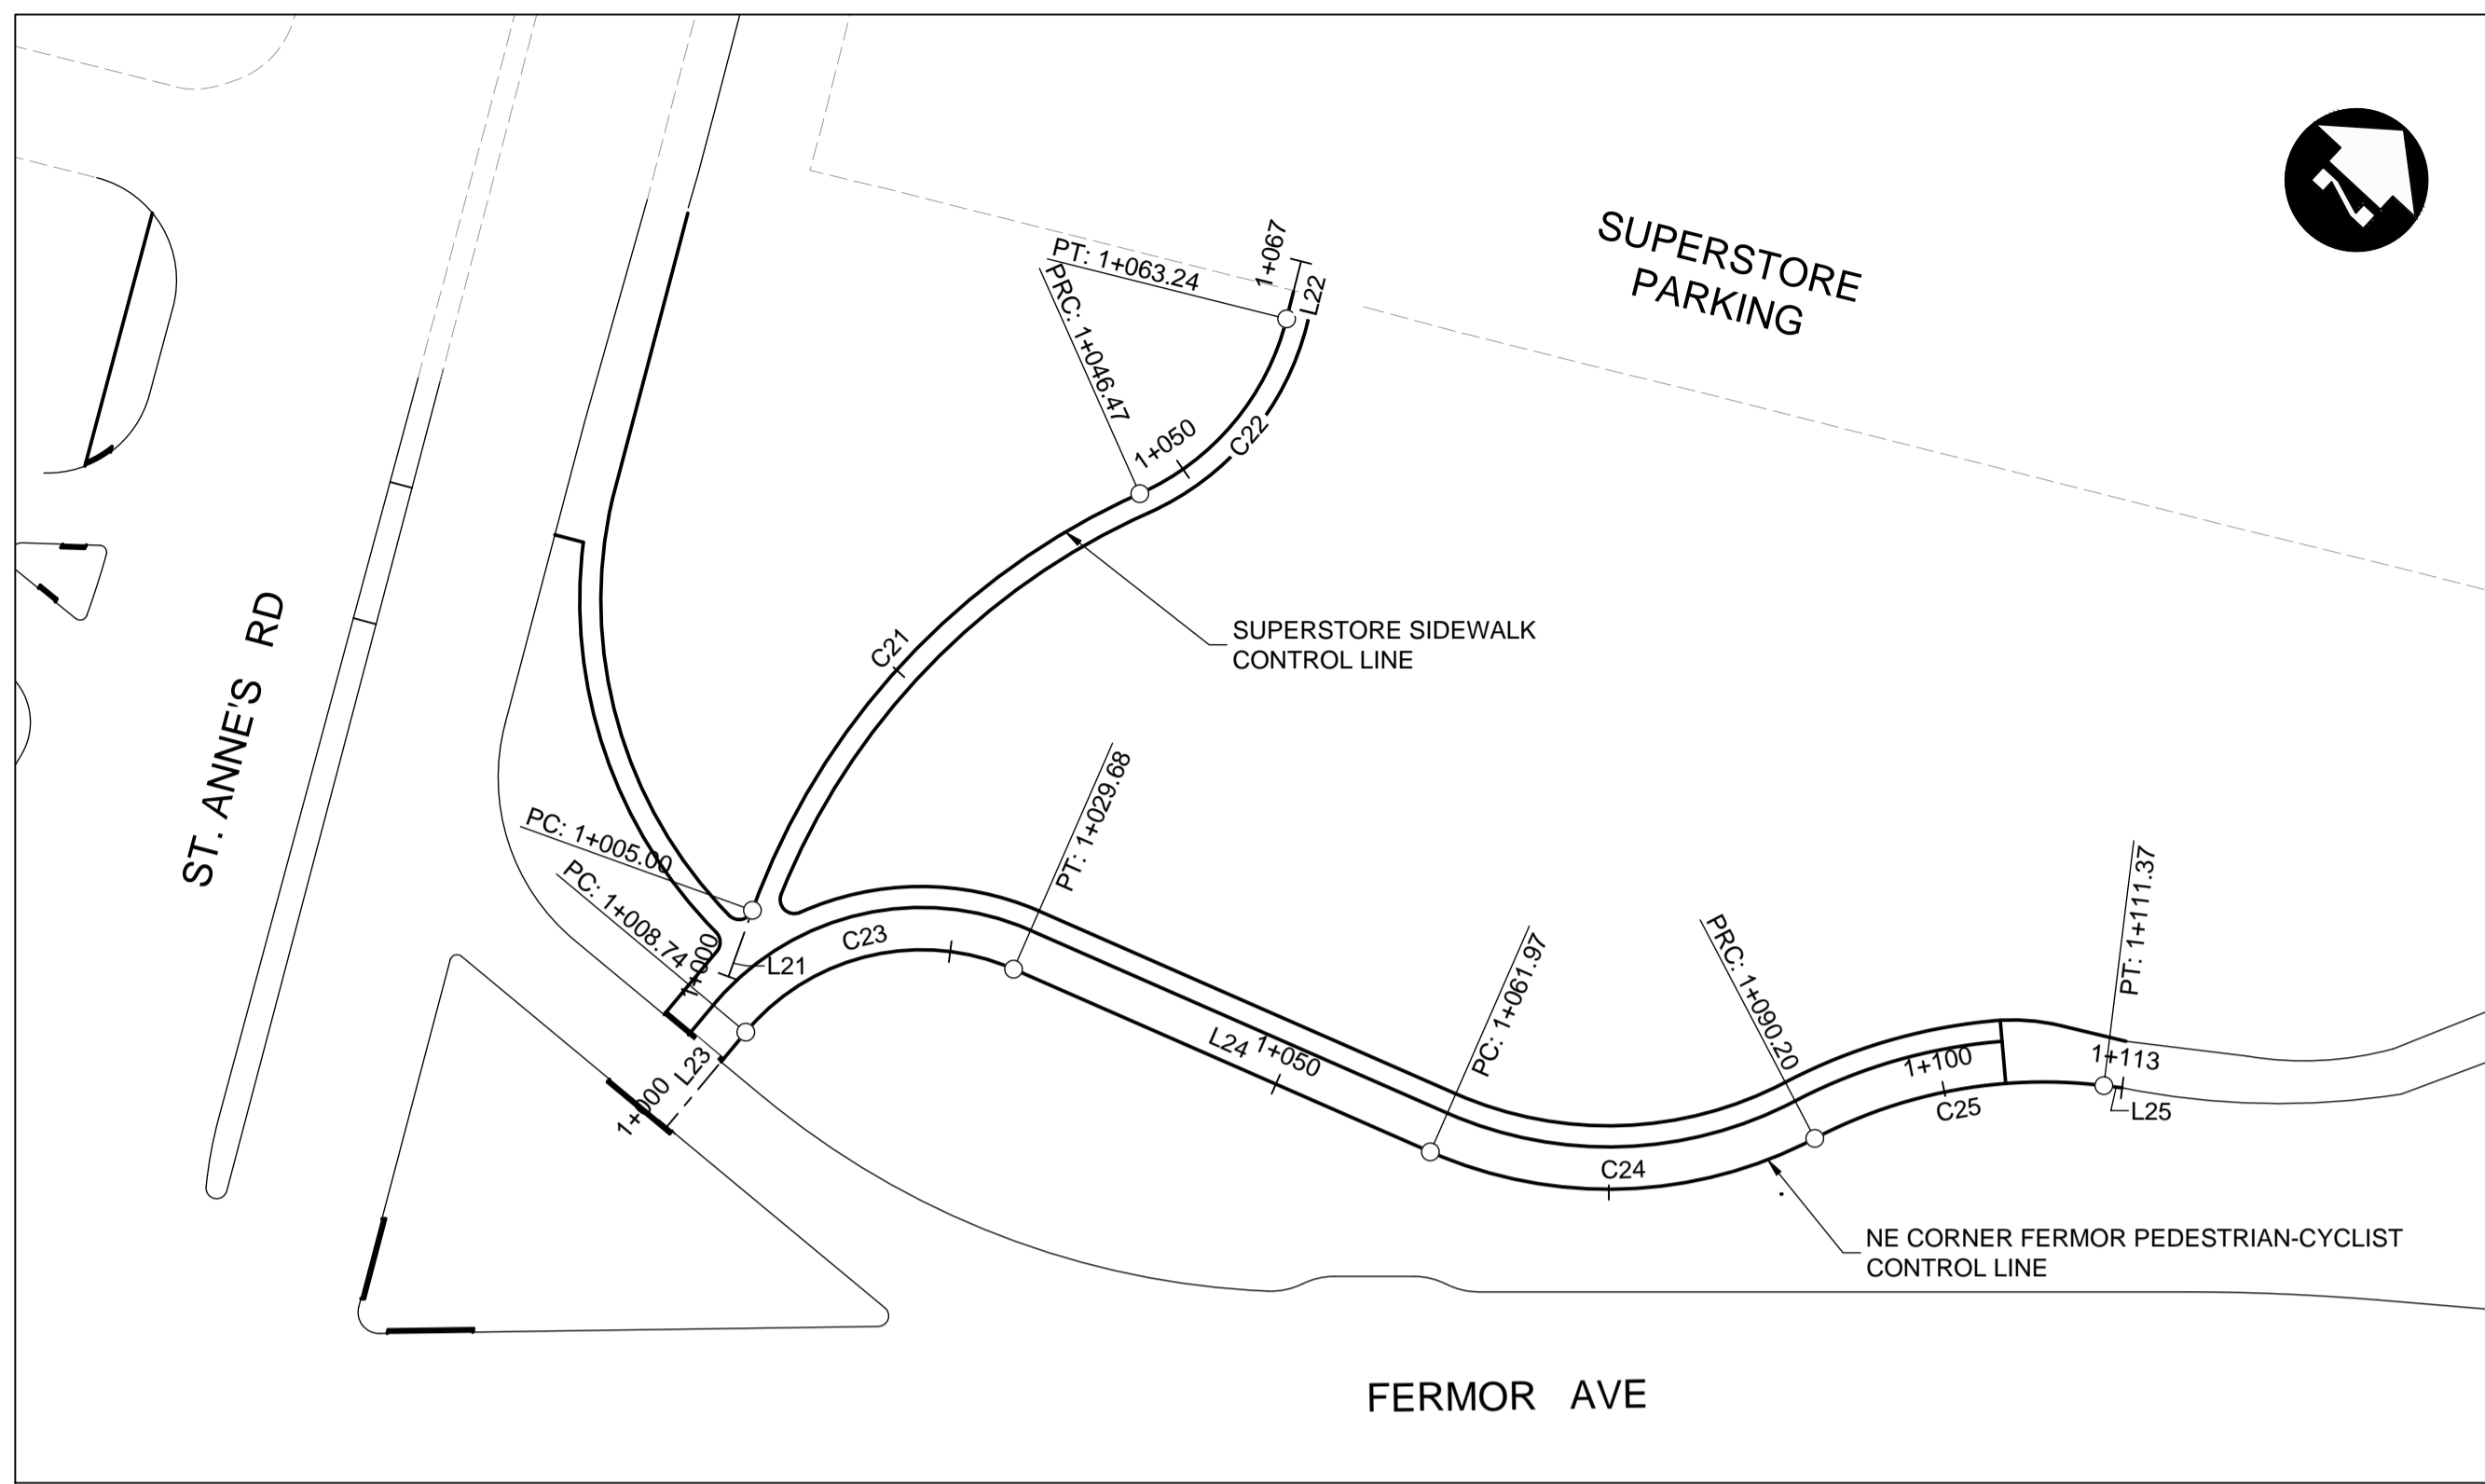 SUPERSTORE
PARKING
1+067
PT: 1+063.24
L22
PRC: 1+046.47
1+050
C22
SUPERSTORE SIDEWALK
CONTROL LINE
C21
ST. ANNE'S RD
PC: 1+005.00
PC: 1+008.74
1+000
L21
C23
PT: 1+029.68
L23
1+000
L24
1+050
PC: 1+061.97
PRC: 1+090.20
C24
1+100
C25
PT: 1+111.37
1+113
L25
NE CORNER FERMOR PEDESTRIAN-CYCLIST
CONTROL LINE
FERMOR AVE